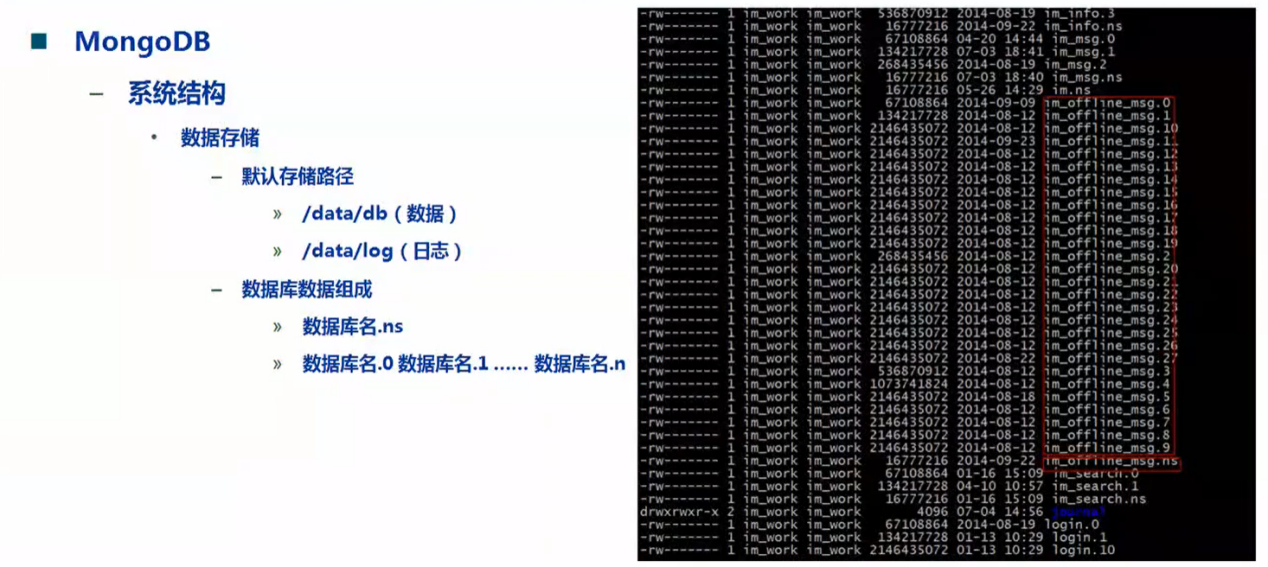 MongoDB
– 系统结构
• 数据存储
– 默认存储路径
» /data/db（数据）
» /data/log（日志）
– 数据库数据组成
» 数据库名.ns
» 数据库名.0 数据库名.1 …… 数据库名.n
-rw------- 1 im_work im_work 536870912 2014-08-19 im_info.3
-rw------- 1 im_work im_work 16777216 2014-09-22 im_info.ns
-rw------- 1 im_work im_work 67108864 04-20 14:44 im_msg.0
-rw------- 1 im_work im_work 134217728 07-03 18:41 im_msg.1
-rw------- 1 im_work im_work 268435456 2014-08-19 im_msg.2
-rw------- 1 im_work im_work 16777216 07-03 18:40 im_msg.ns
-rw------- 1 im_work im_work 16777216 05-26 14:29 im.ns
-rw------- 1 im_work im_work 67108864 2014-09-09 im_offline_msg.0
-rw------- 1 im_work im_work 134217728 2014-08-12 im_offline_msg.1
-rw------- 1 im_work im_work 2146435072 2014-08-12 im_offline_msg.10
-rw------- 1 im_work im_work 2146435072 2014-09-23 im_offline_msg.11
-rw------- 1 im_work im_work 2146435072 2014-08-12 im_offline_msg.12
-rw------- 1 im_work im_work 2146435072 2014-08-12 im_offline_msg.13
-rw------- 1 im_work im_work 2146435072 2014-08-12 im_offline_msg.14
-rw------- 1 im_work im_work 2146435072 2014-08-12 im_offline_msg.15
-rw------- 1 im_work im_work 2146435072 2014-08-12 im_offline_msg.16
-rw------- 1 im_work im_work 2146435072 2014-08-12 im_offline_msg.17
-rw------- 1 im_work im_work 2146435072 2014-08-12 im_offline_msg.18
-rw------- 1 im_work im_work 2146435072 2014-08-12 im_offline_msg.19
-rw------- 1 im_work im_work 268435456 2014-08-12 im_offline_msg.2
-rw------- 1 im_work im_work 2146435072 2014-08-12 im_offline_msg.20
-rw------- 1 im_work im_work 2146435072 2014-08-12 im_offline_msg.21
-rw------- 1 im_work im_work 2146435072 2014-08-12 im_offline_msg.22
-rw------- 1 im_work im_work 2146435072 2014-08-12 im_offline_msg.23
-rw------- 1 im_work im_work 2146435072 2014-08-12 im_offline_msg.24
-rw------- 1 im_work im_work 2146435072 2014-08-12 im_offline_msg.25
-rw------- 1 im_work im_work 2146435072 2014-08-12 im_offline_msg.26
-rw------- 1 im_work im_work 2146435072 2014-08-22 im_offline_msg.27
-rw------- 1 im_work im_work 536870912 2014-08-12 im_offline_msg.3
-rw------- 1 im_work im_work 1073741824 2014-08-12 im_offline_msg.4
-rw------- 1 im_work im_work 2146435072 2014-08-18 im_offline_msg.5
-rw------- 1 im_work im_work 2146435072 2014-08-12 im_offline_msg.6
-rw------- 1 im_work im_work 2146435072 2014-08-12 im_offline_msg.7
-rw------- 1 im_work im_work 2146435072 2014-08-12 im_offline_msg.8
-rw------- 1 im_work im_work 2146435072 2014-08-12 im_offline_msg.9
-rw------- 1 im_work im_work 16777216 2014-09-22 im_offline_msg.ns
-rw------- 1 im_work im_work 67108864 01-16 15:09 im_search.0
-rw------- 1 im_work im_work 134217728 04-10 10:57 im_search.1
-rw------- 1 im_work im_work 16777216 01-16 15:09 im_search.ns
drwxrwxr-x 2 im_work im_work 4096 07-04 14:56 journal
-rw------- 1 im_work im_work 67108864 2014-08-19 login.0
-rw------- 1 im_work im_work 134217728 01-13 10:29 login.1
-rw------- 1 im_work im_work 2146435072 01-13 10:29 login.10